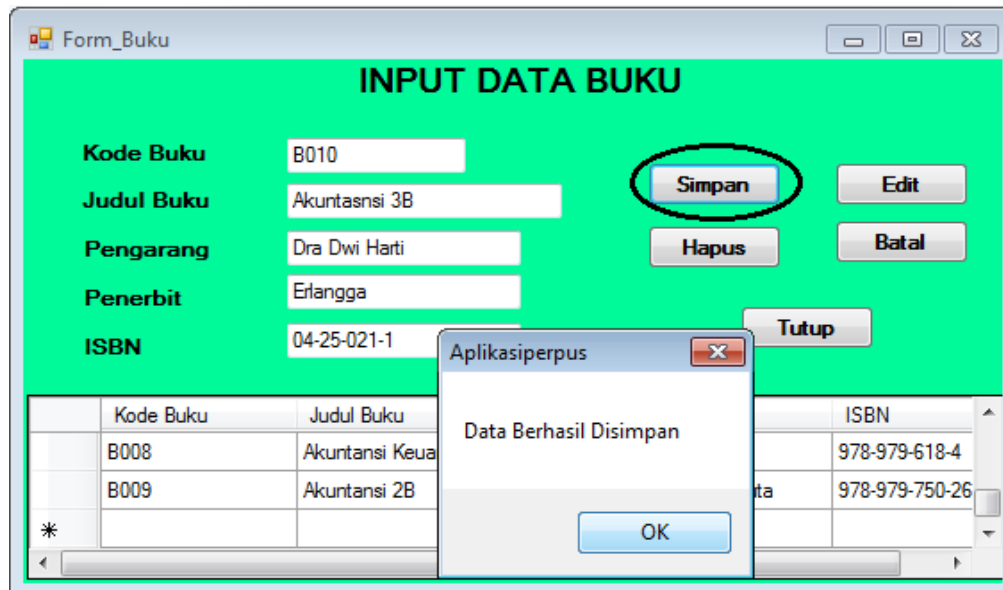 Form_Buku
INPUT DATA BUKU
Kode Buku B010
Judul Buku Akuntasnsi 3B
Pengarang Dra Dwi Harti
Penerbit Erlangga
ISBN 04-25-021-1
Simpan Edit
Hapus Batal
Tutup
Aplikasiperpus
Data Berhasil Disimpan
OK
Kode Buku Judul Buku ISBN
B008 Akuntansi Keua 978-979-618-4
B009 Akuntansi 2B ta 978-979-750-26